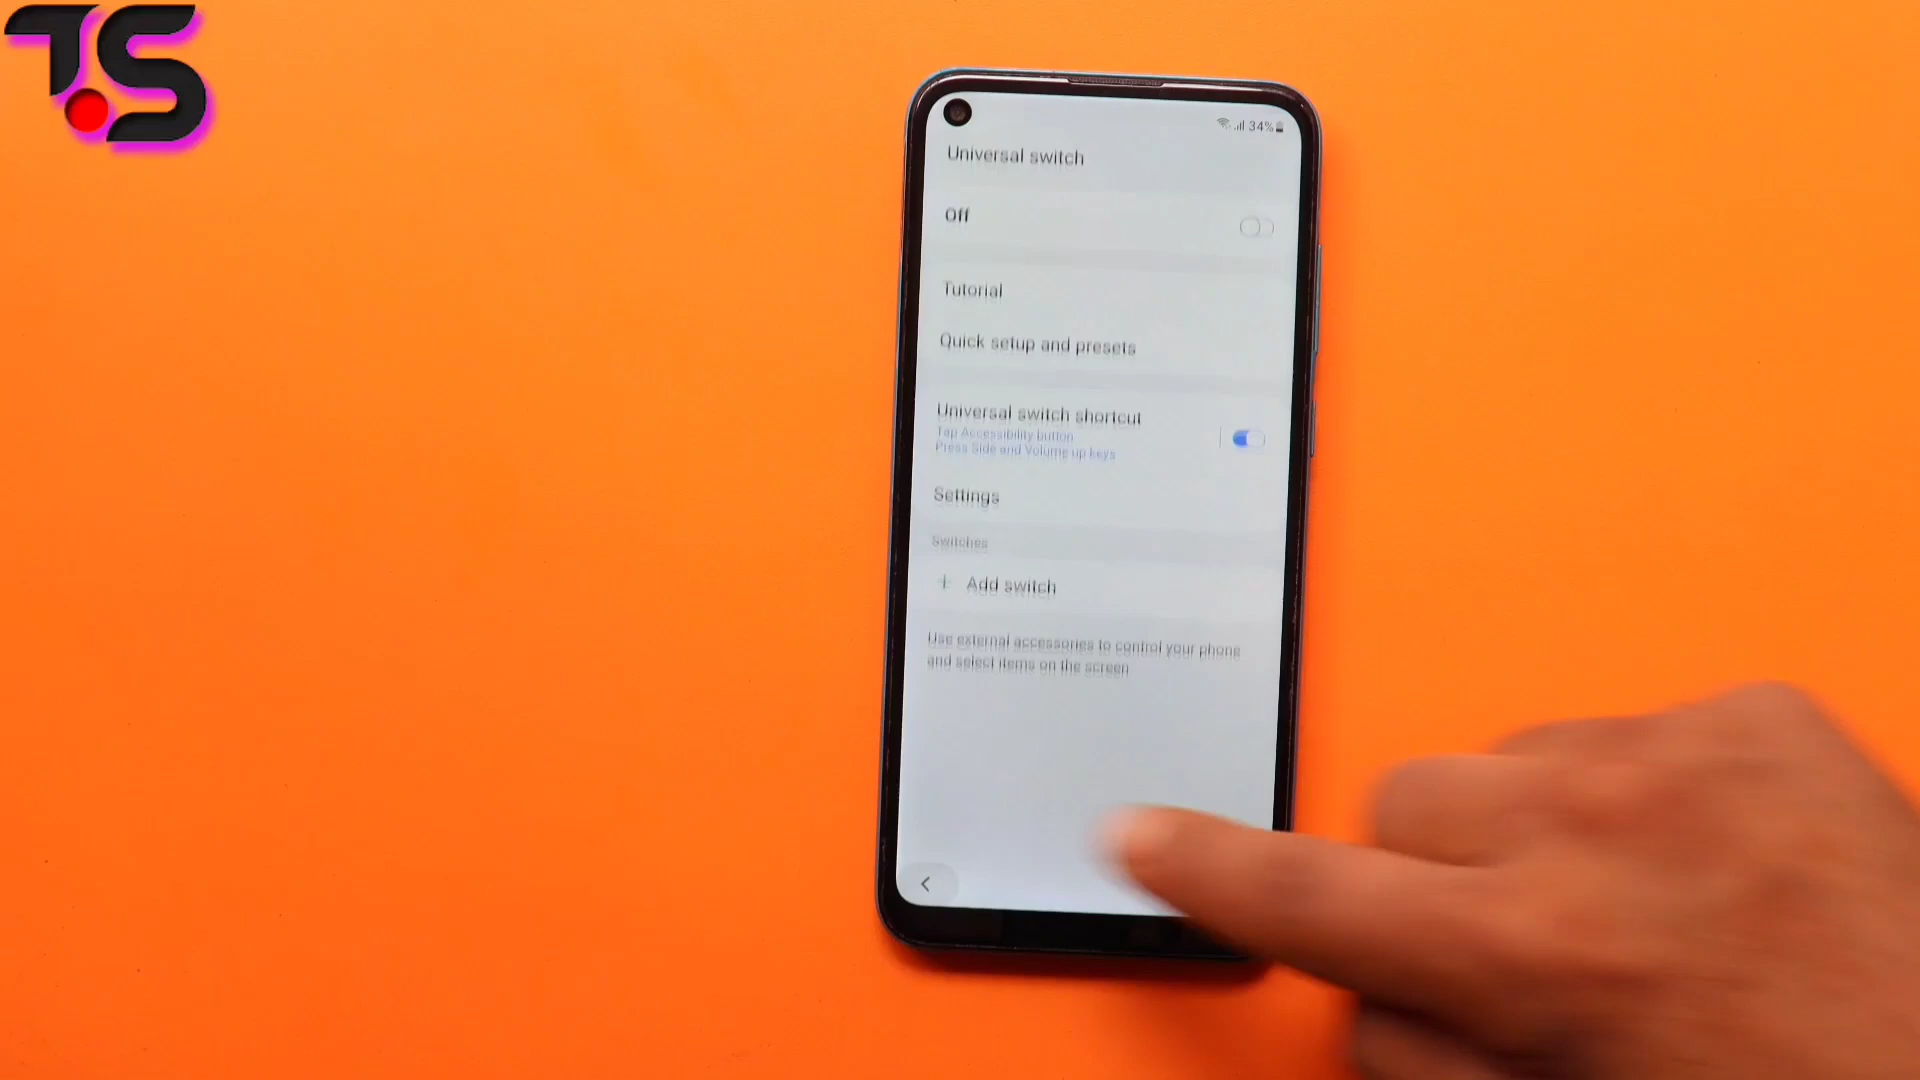 T.S
34%
Universal switch
Off
Tutorial
Quick setup and presets
Universal switch shortcut
Tap Accessibility button
Press Side and Volume up keys
Settings
Switches
+ Add switch
Use external accessories to control your phone
and select items on the screen